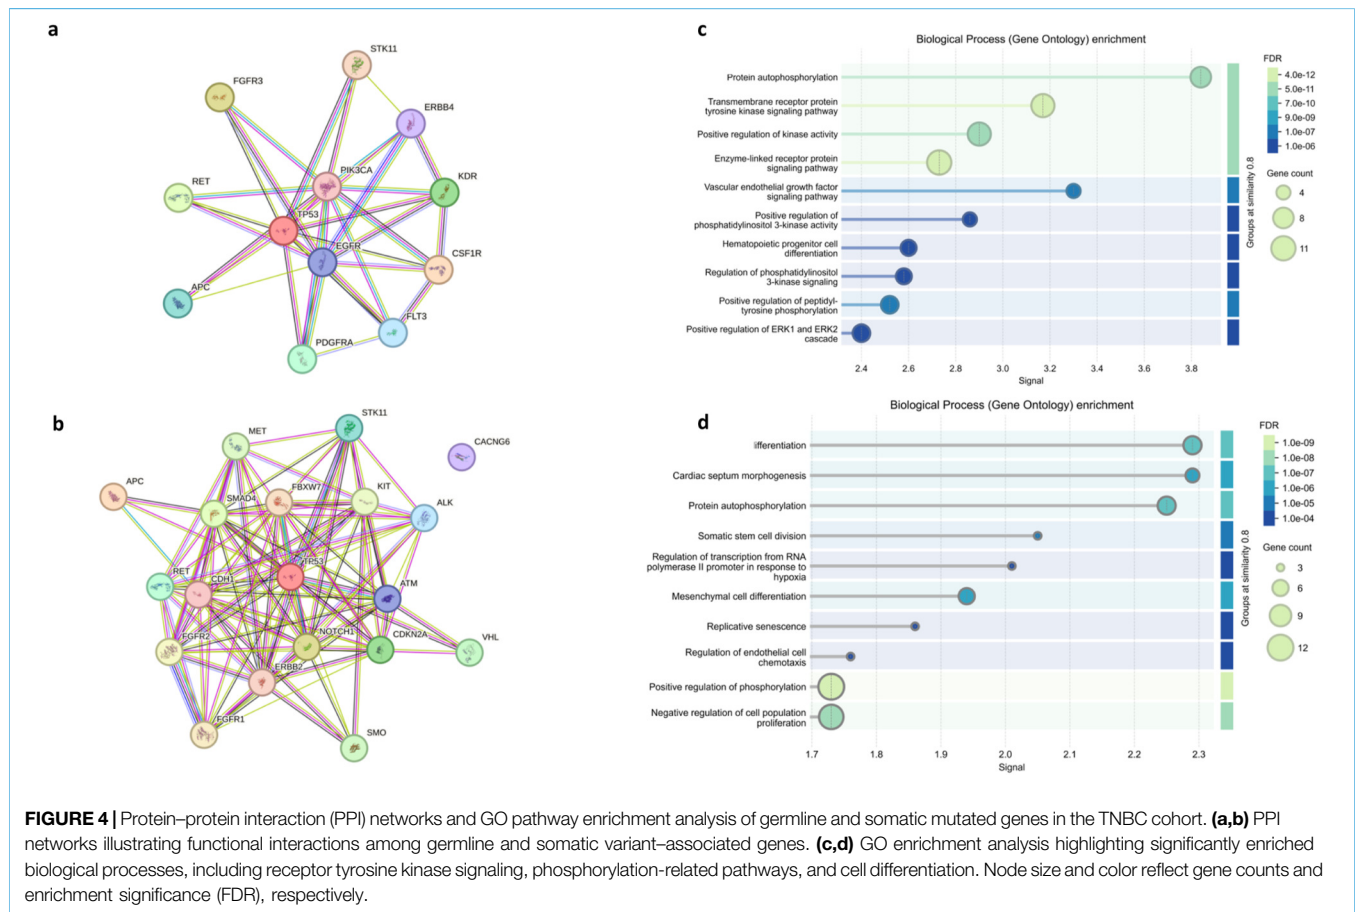 a
STK11
FGFR3
ERBB4
PIK3CA
RET
KDR
TP53
EGFR
CSF1R
APC
FLT3
PDGFRA
b
STK11
MET
CACNG6
APC
FBXW7
KIT
SMAD4
ALK
TP53
RET
CDH1
ATM
NOTCH1
CDKN2A
VHL
FGFR2
ERBB2
FGFR1
SMO
c
Biological Process (Gene Ontology) enrichment
Protein autophosphorylation
Transmembrane receptor protein
tyrosine kinase signaling pathway
Positive regulation of kinase activity
Enzyme-linked receptor protein
signaling pathway
Vascular endothelial growth factor
signaling pathway
Positive regulation of
phosphatidylinositol 3-kinase activity
Hematopoietic progenitor cell
differentiation
Regulation of phosphatidylinositol
3-kinase signaling
Positive regulation of peptidyl-
tyrosine phosphorylation
Positive regulation of ERK1 and ERK2
cascade
2.4 2.6 2.8 3.0 3.2 3.4 3.6 3.8
Signal
Groups at similarity 0.8
FDR
4.0e-12
5.0e-11
7.0e-10
9.0e-09
1.0e-07
1.0e-06
Gene count
4
8
11
d
Biological Process (Gene Ontology) enrichment
ifferentiation
Cardiac septum morphogenesis
Protein autophosphorylation
Somatic stem cell division
Regulation of transcription from RNA
polymerase II promoter in response to
hypoxia
Mesenchymal cell differentiation
Replicative senescence
Regulation of endothelial cell
chemotaxis
Positive regulation of phosphorylation
Negative regulation of cell population
proliferation
1.7 1.8 1.9 2.0 2.1 2.2 2.3
Signal
Groups at similarity 0.8
FDR
1.0e-09
1.0e-08
1.0e-07
1.0e-06
1.0e-05
1.0e-04
Gene count
3
6
9
12
FIGURE 4 | Protein–protein interaction (PPI) networks and GO pathway enrichment analysis of germline and somatic mutated genes in the TNBC cohort. (a,b) PPI
networks illustrating functional interactions among germline and somatic variant–associated genes. (c,d) GO enrichment analysis highlighting significantly enriched
biological processes, including receptor tyrosine kinase signaling, phosphorylation-related pathways, and cell differentiation. Node size and color reflect gene counts and
enrichment significance (FDR), respectively.